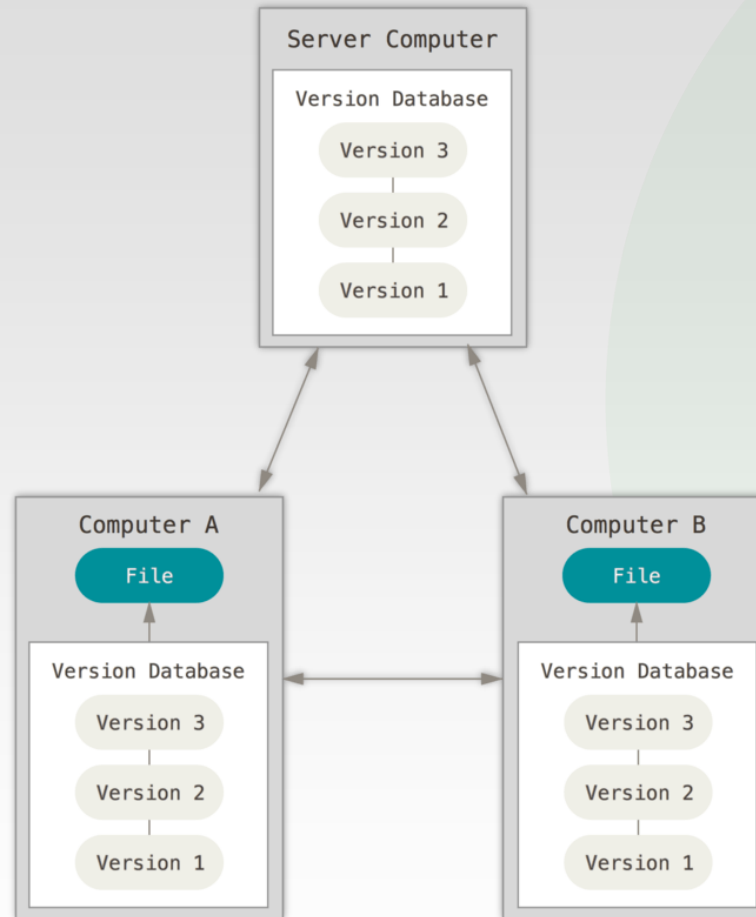 Server Computer
Version Database
Version 3
Version 2
Version 1
Computer A
File
Version Database
Version 3
Version 2
Version 1
Computer B
File
Version Database
Version 3
Version 2
Version 1